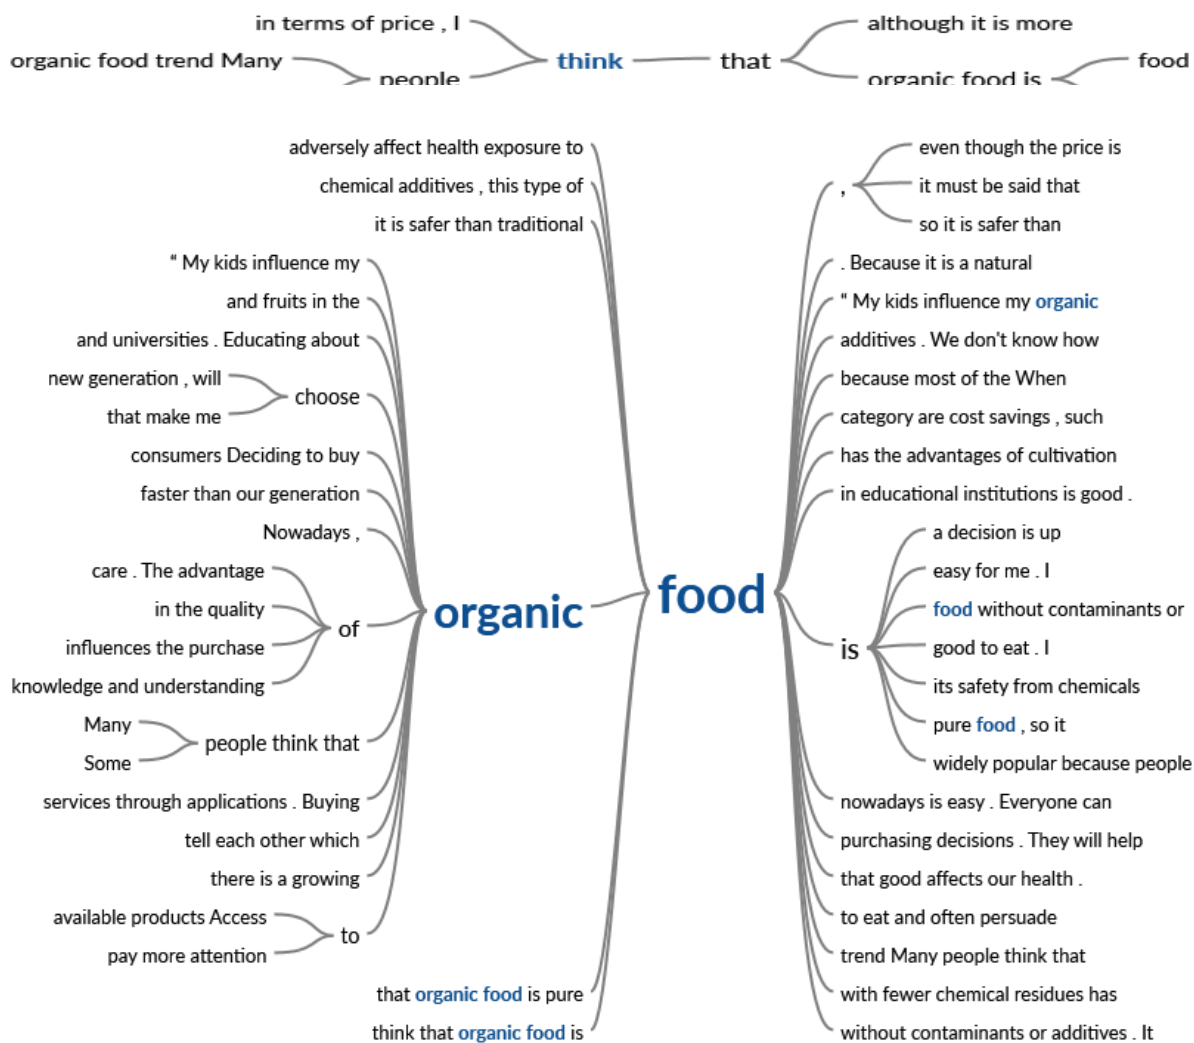 in terms of price , I
organic food trend Many
people
think
that
although it is more
organic food is
food
adversely affect health exposure to
chemical additives , this type of
it is safer than traditional
“ My kids influence my
and fruits in the
and universities . Educating about
new generation , will
that make me
choose
consumers Deciding to buy
faster than our generation
Nowadays ,
care . The advantage
in the quality
influences the purchase
knowledge and understanding
of
Many
Some
people think that
services through applications . Buying
tell each other which
there is a growing
available products Access
pay more attention
to
organic
that organic food is pure
think that organic food is
food
,
even though the price is
it must be said that
so it is safer than
. Because it is a natural
“ My kids influence my organic
additives . We don't know how
because most of the When
category are cost savings , such
has the advantages of cultivation
in educational institutions is good .
is
a decision is up
easy for me . I
food without contaminants or
good to eat . I
its safety from chemicals
pure food , so it
widely popular because people
nowadays is easy . Everyone can
purchasing decisions . They will help
that good affects our health .
to eat and often persuade
trend Many people think that
with fewer chemical residues has
without contaminants or additives . It